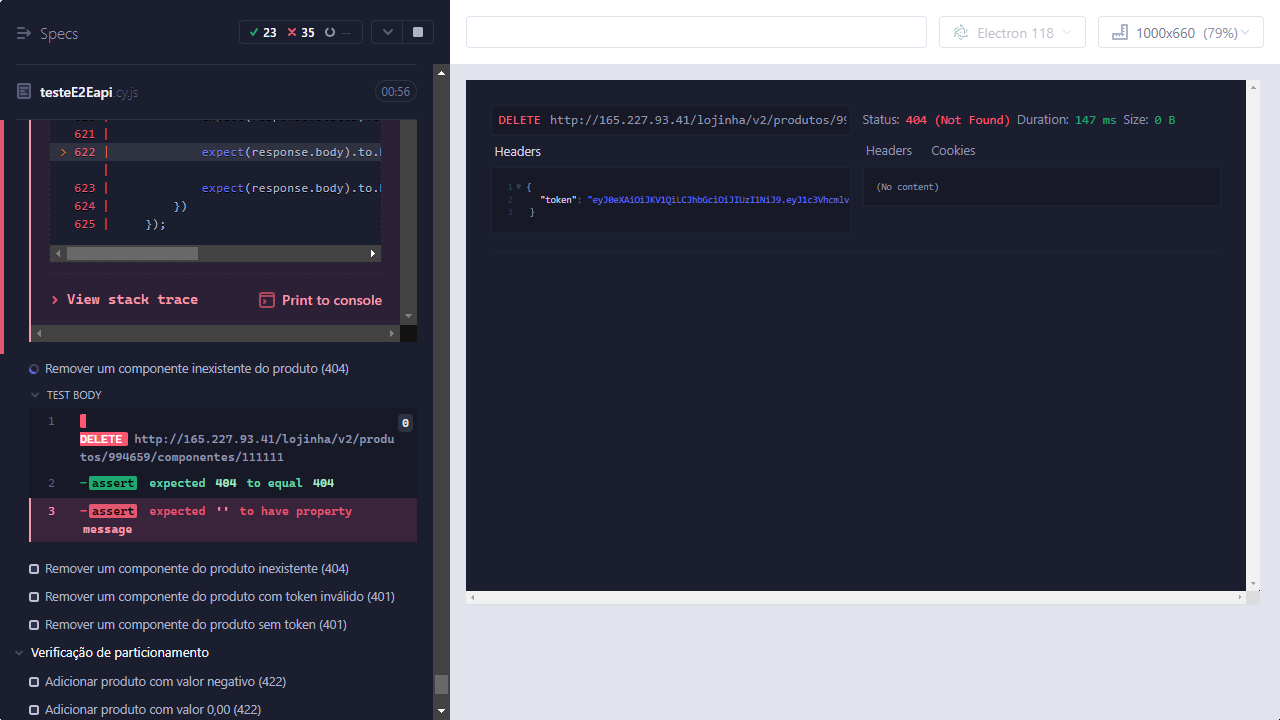 Specs
23
35
--
testeE2Eapi.cy.js
00:56
621 |
> 622 | expect(response.body).to.
|
623 | expect(response.body).to.
624 | })
625 | });
View stack trace
Print to console
Remover um componente inexistente do produto (404)
TEST BODY
1
0
DELETE http://165.227.93.41/lojinha/v2/produ
tos/994659/componentes/111111
2 -assert expected 404 to equal 404
3 -assert expected '' to have property
message
Remover um componente do produto inexistente (404)
Remover um componente do produto com token inválido (401)
Remover um componente do produto sem token (401)
Verificação de particionamento
Adicionar produto com valor negativo (422)
Adicionar produto com valor 0,00 (422)
Electron 118
1000x660 (79%)
DELETE http://165.227.93.41/lojinha/v2/produtos/99
Status: 404 (Not Found) Duration: 147 ms Size: 0 B
Headers
Headers Cookies
1 {
2 "token": "eyJ0eXAiOiJKV1QiLCJhbGciOiJIUzI1NiJ9.eyJ1c3Vhcmlv
3 }
(No content)